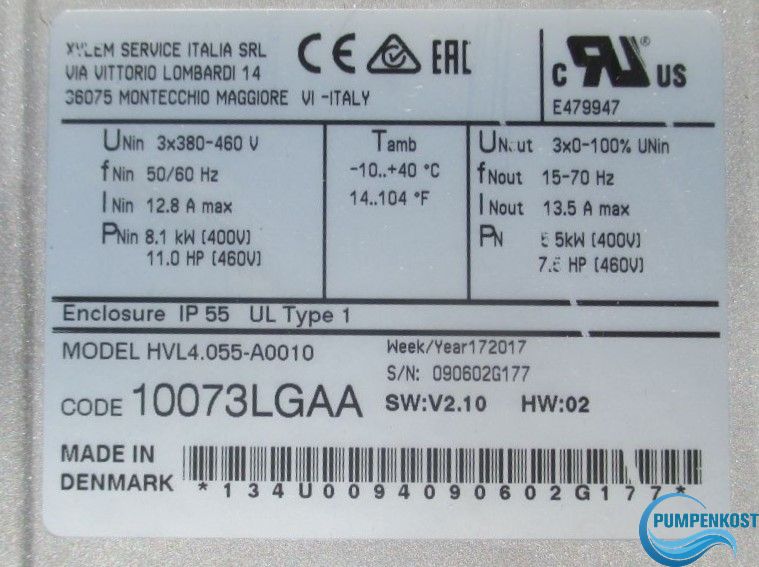 XYLEM SERVICE ITALIA SRL
VIA VITTORIO LOMBARDI 14
36075 MONTECCHIO MAGGIORE VI -ITALY
CE EAC
c RU US
E479947
UNin 3x380-460 V
fNin 50/60 Hz
INin 12.8 A max
PNin 8.1 kW (400V)
11.0 HP (460V)
Tamb
-10..+40 °C
14..104 °F
UNout 3x0-100% UNin
fNout 15-70 Hz
INout 13.5 A max
PN 5.5kW (400V)
7.5 HP (460V)
Enclosure IP 55 UL Type 1
MODEL HVL4.055-A0010
Week/Year172017
S/N: 090602G177
CODE 10073LGAA
SW:V2.10 HW:02
MADE IN
DENMARK
*134U0094090602G177*
PUMPENKOST